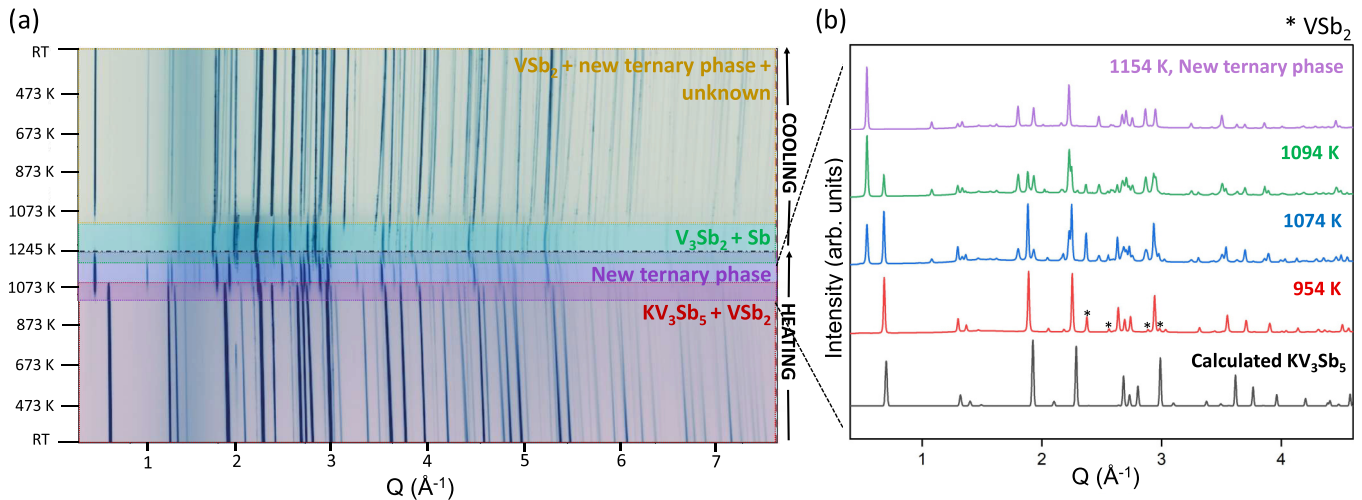 (a)
RT
473 K
673 K
873 K
1073 K
1245 K
1073 K
873 K
673 K
473 K
RT
VSb₂ + new ternary phase +
unknown
V₃Sb₂ + Sb
New ternary phase
KV₃Sb₅ + VSb₂
COOLING
HEATING
1 2 3 4 5 6 7
Q (Å⁻¹)
(b)
* VSb₂
Intensity (arb. units)
1154 K, New ternary phase
1094 K
1074 K
954 K
* * * *
Calculated KV₃Sb₅
1 2 3 4
Q (Å⁻¹)